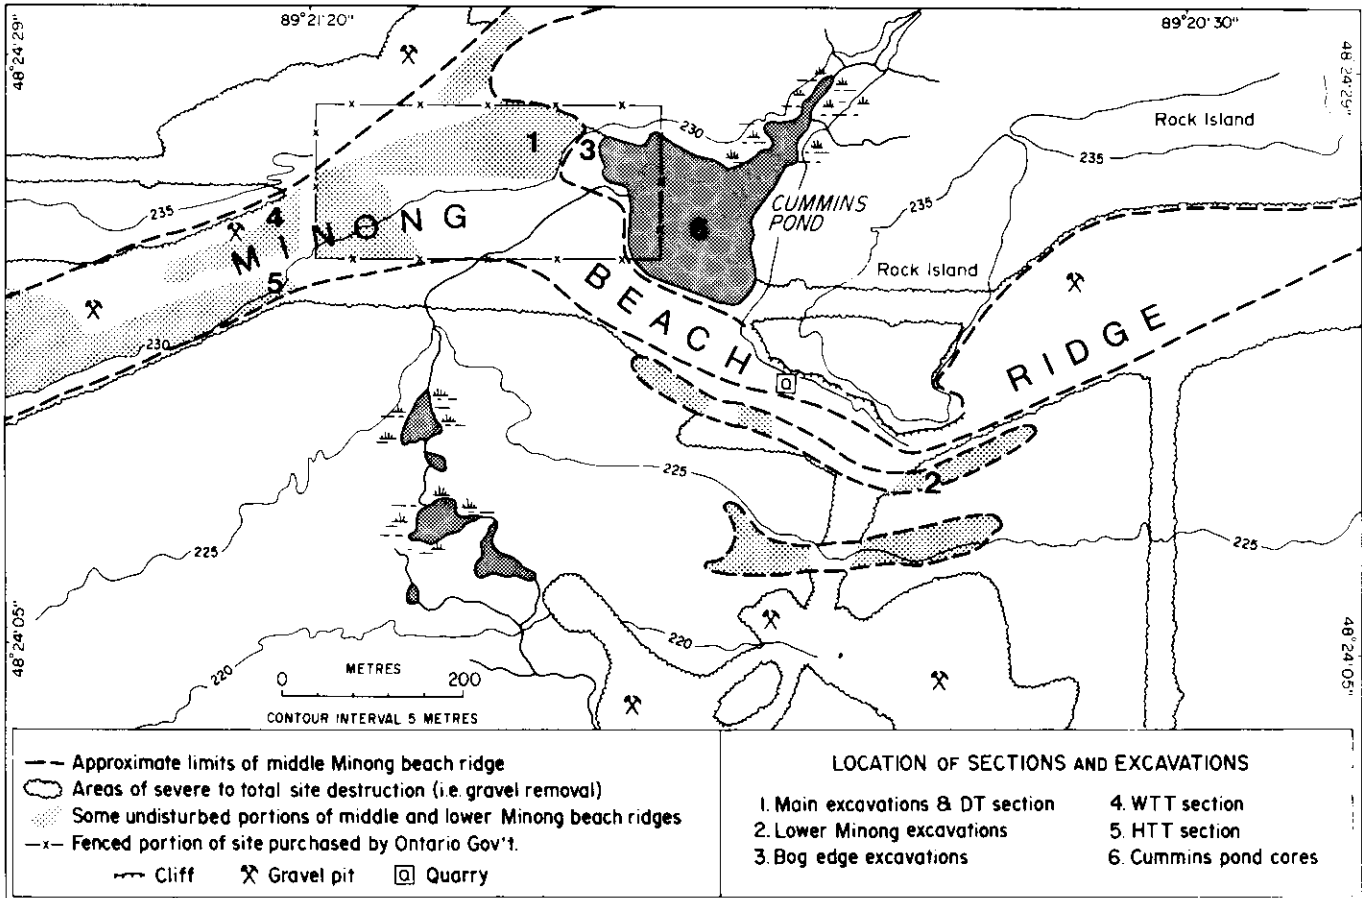 89°21'20"
89°20'30"
48°24'29"
48°24'29"
Rock Island
1
3
230
235
CUMMINS
POND
6
235
4
235
MINONG
5
Rock Island
BEACH
RIDGE
230
Q
225
2
225
225
220
220
48°24'05"
48°24'05"
METRES
0 200
CONTOUR INTERVAL 5 METRES
Approximate limits of middle Minong beach ridge
Areas of severe to total site destruction (i.e. gravel removal)
Some undisturbed portions of middle and lower Minong beach ridges
-x- Fenced portion of site purchased by Ontario Gov't.
Cliff Gravel pit Q Quarry
LOCATION OF SECTIONS AND EXCAVATIONS
1. Main excavations & DT section
2. Lower Minong excavations
3. Bog edge excavations
4. WTT section
5. HTT section
6. Cummins pond cores